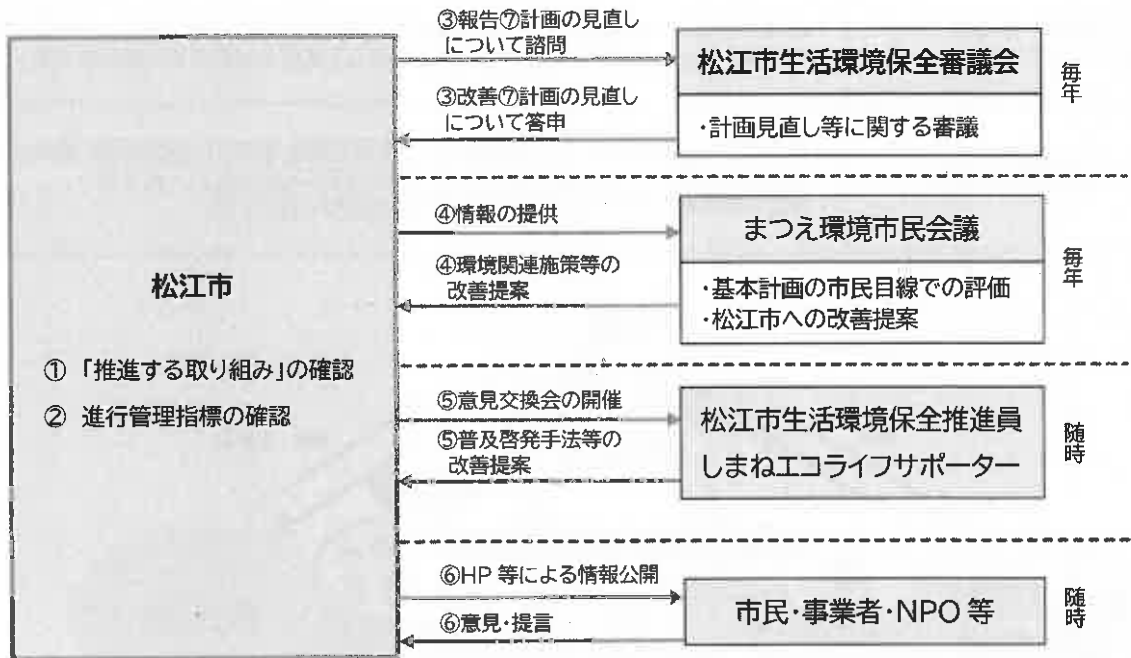 松江市
① 「推進する取り組み」の確認
② 進行管理指標の確認
③報告⑦計画の見直し
について諮問
③改善⑦計画の見直し
について答申
松江市生活環境保全審議会
・計画見直し等に関する審議
毎年
④情報の提供
④環境関連施策等の
改善提案
まつえ環境市民会議
・基本計画の市民目線での評価
・松江市への改善提案
毎年
⑤意見交換会の開催
⑤普及啓発手法等の
改善提案
松江市生活環境保全推進員
しまねエコライフサポーター
随時
⑥HP 等による情報公開
⑥意見・提言
市民・事業者・NPO 等
随時